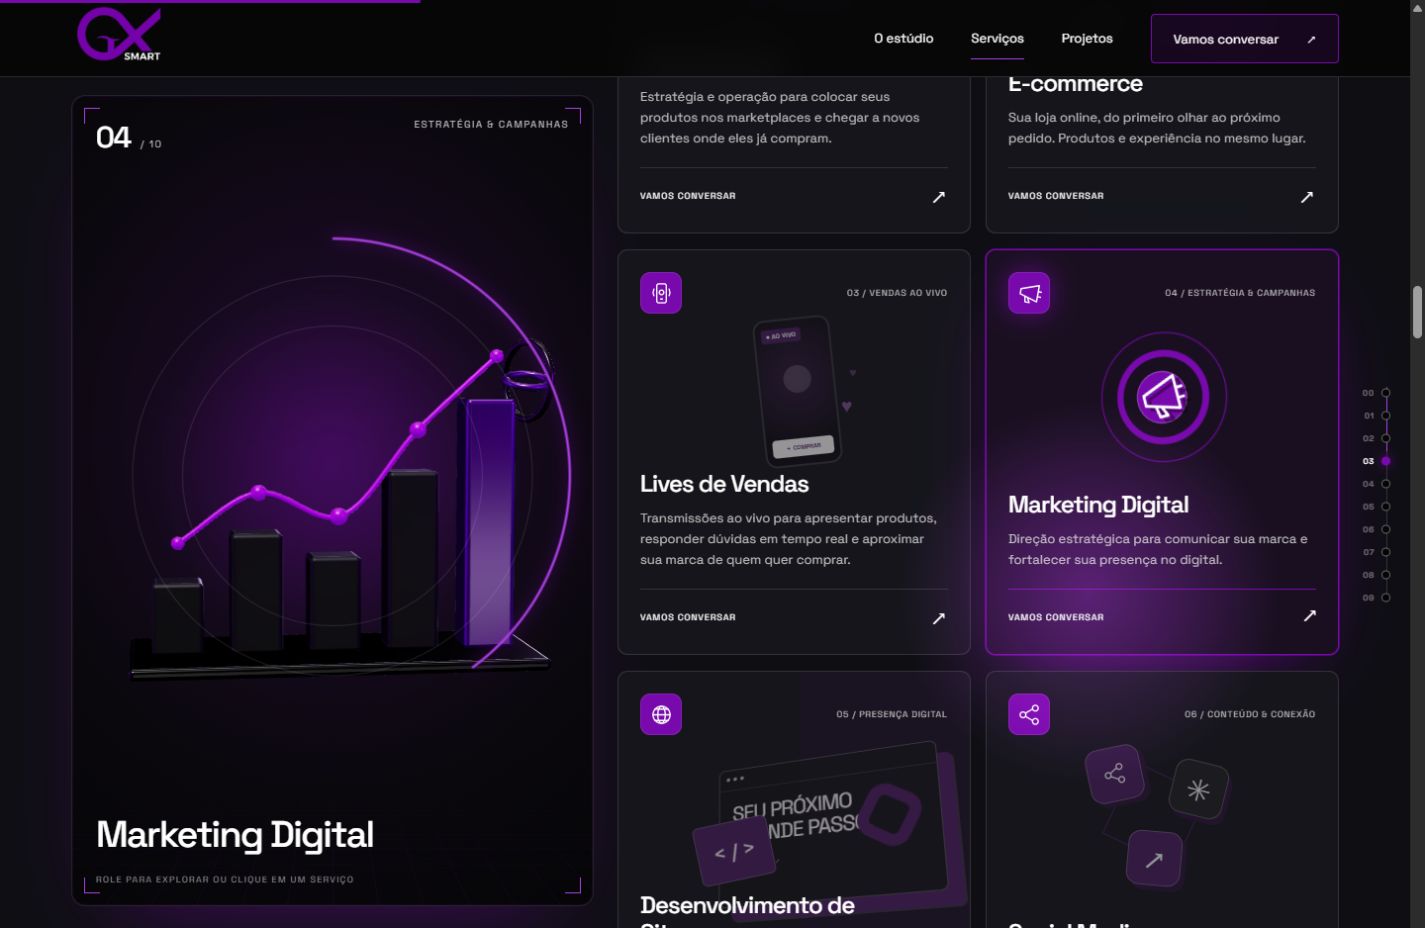 GX
SMART
O estúdio
Serviços
Projetos
Vamos conversar ↗
04 / 10
ESTRATÉGIA & CAMPANHAS
Marketing Digital
ROLE PARA EXPLORAR OU CLIQUE EM UM SERVIÇO
Estratégia e operação para colocar seus
produtos nos marketplaces e chegar a novos
clientes onde eles já compram.
VAMOS CONVERSAR ↗
E-commerce
Sua loja online, do primeiro olhar ao próximo
pedido. Produtos e experiência no mesmo lugar.
VAMOS CONVERSAR ↗
03 / VENDAS AO VIVO
AO VIVO
+ COMPRAR
Lives de Vendas
Transmissões ao vivo para apresentar produtos,
responder dúvidas em tempo real e aproximar
sua marca de quem quer comprar.
VAMOS CONVERSAR ↗
04 / ESTRATÉGIA & CAMPANHAS
Marketing Digital
Direção estratégica para comunicar sua marca e
fortalecer sua presença no digital.
VAMOS CONVERSAR ↗
05 / PRESENÇA DIGITAL
SEU PRÓXIMO
NDE PASSO
</>
Desenvolvimento de
06 / CONTEÚDO & CONEXÃO
00
01
02
03
04
05
06
07
08
09